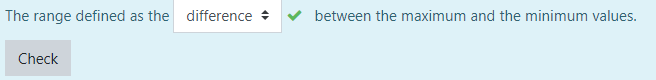 The range defined as the difference between the maximum and the minimum values.
Check